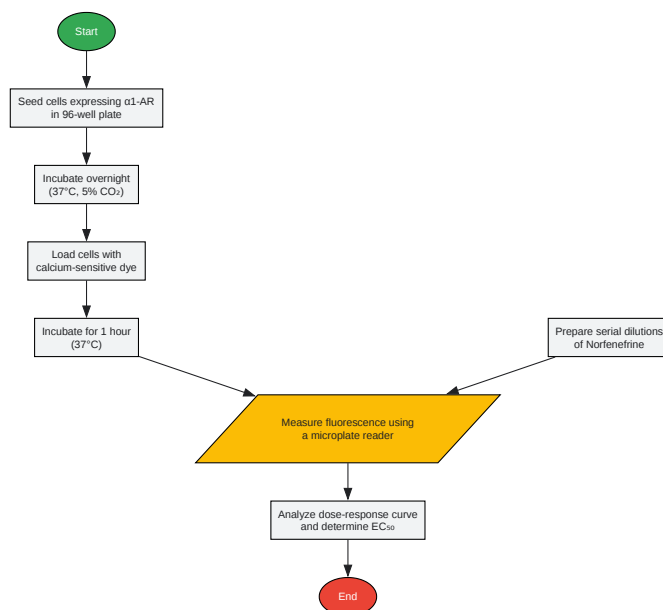 Start
Seed cells expressing α1-AR
in 96-well plate
Incubate overnight
(37°C, 5% CO₂)
Load cells with
calcium-sensitive dye
Incubate for 1 hour
(37°C)
Prepare serial dilutions
of Norfenefrine
Measure fluorescence using
a microplate reader
Analyze dose-response curve
and determine EC₅₀
End